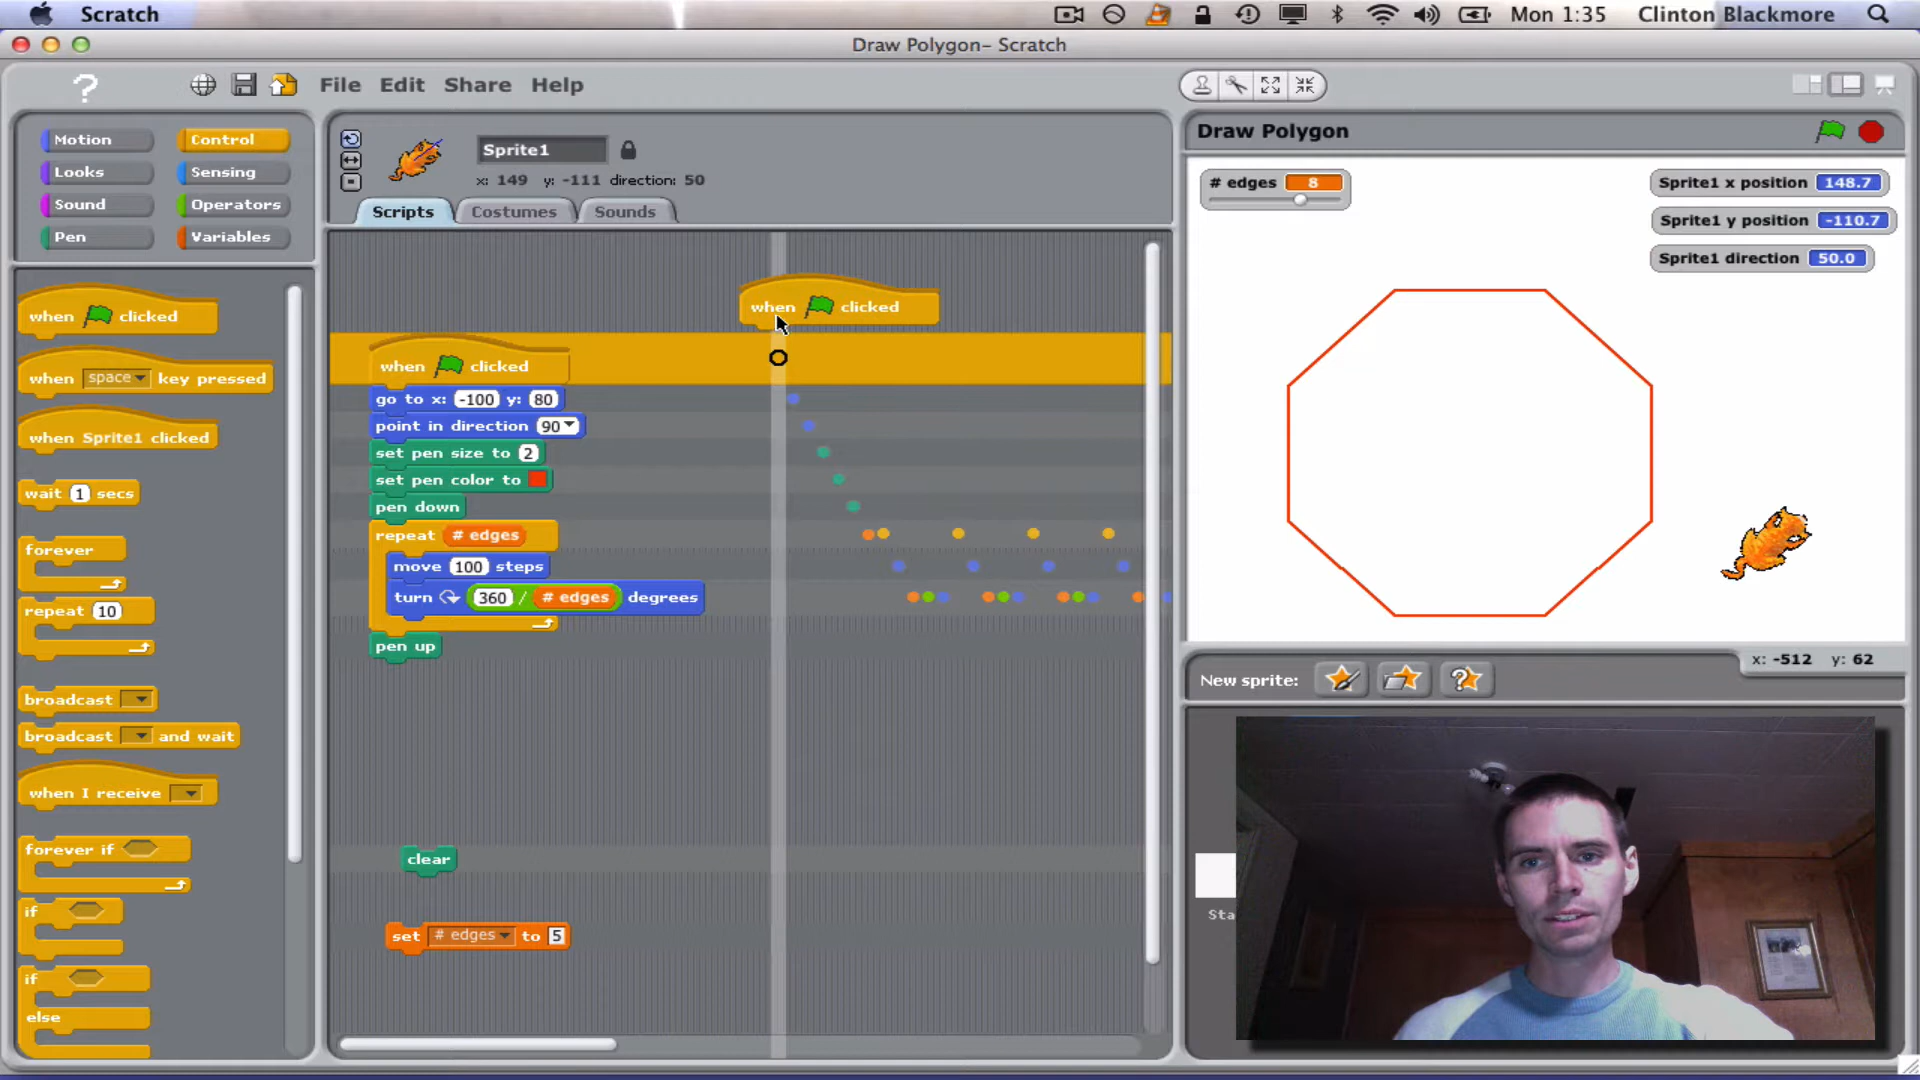 Scratch
Mon 1:35
Clinton Blackmore
Draw Polygon- Scratch
File Edit Share Help
Motion Control
Looks Sensing
Sound Operators
Pen Variables
Sprite1
x: 149 y: -111 direction: 50
Scripts Costumes Sounds
when clicked
when space key pressed
when Sprite1 clicked
wait 1 secs
forever
repeat 10
broadcast
broadcast and wait
when I receive
forever if
if
if
else
when clicked
when clicked
go to x: -100 y: 80
point in direction 90
set pen size to 2
set pen color to
pen down
repeat # edges
move 100 steps
turn 360 / # edges degrees
pen up
clear
set # edges to 5
Draw Polygon
# edges 8
Sprite1 x position 148.7
Sprite1 y position -110.7
Sprite1 direction 50.0
x: -512 y: 62
New sprite:
Sta